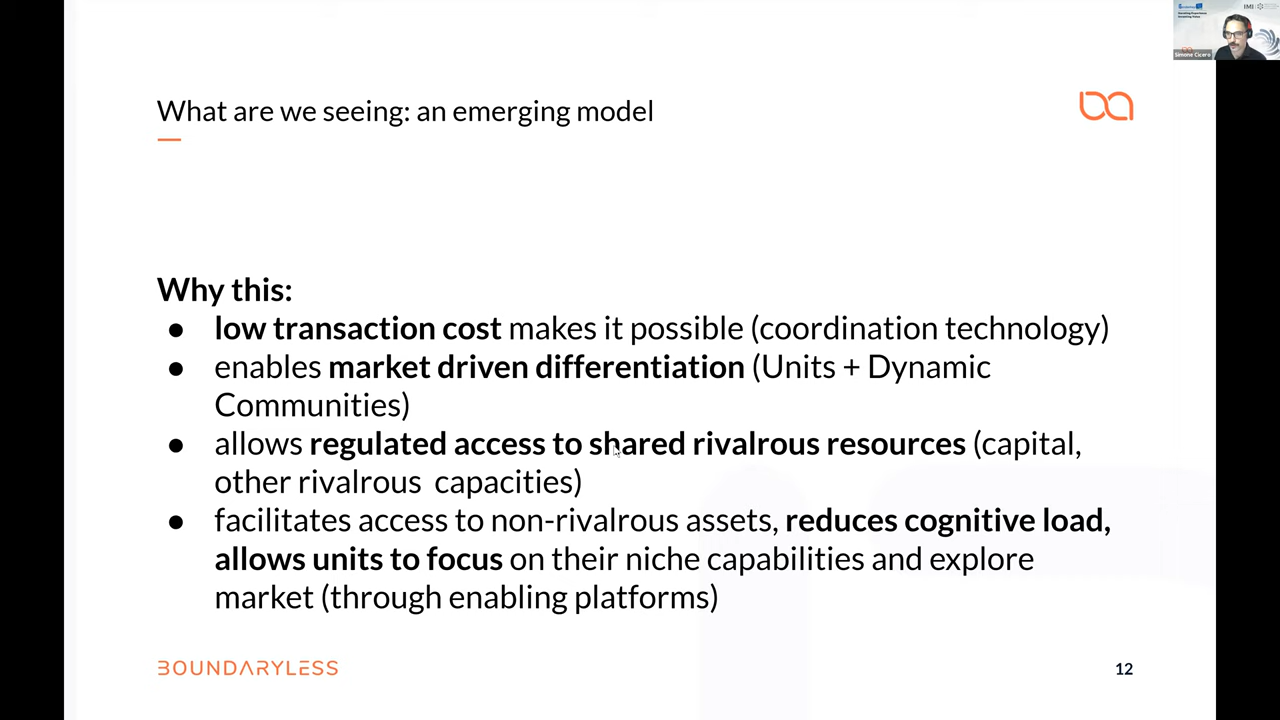 IMI
Simone Cicero
What are we seeing: an emerging model
Why this:
● low transaction cost makes it possible (coordination technology)
● enables market driven differentiation (Units + Dynamic
Communities)
● allows regulated access to shared rivalrous resources (capital,
other rivalrous capacities)
● facilitates access to non-rivalrous assets, reduces cognitive load,
allows units to focus on their niche capabilities and explore
market (through enabling platforms)
BOUNDARYLESS
12